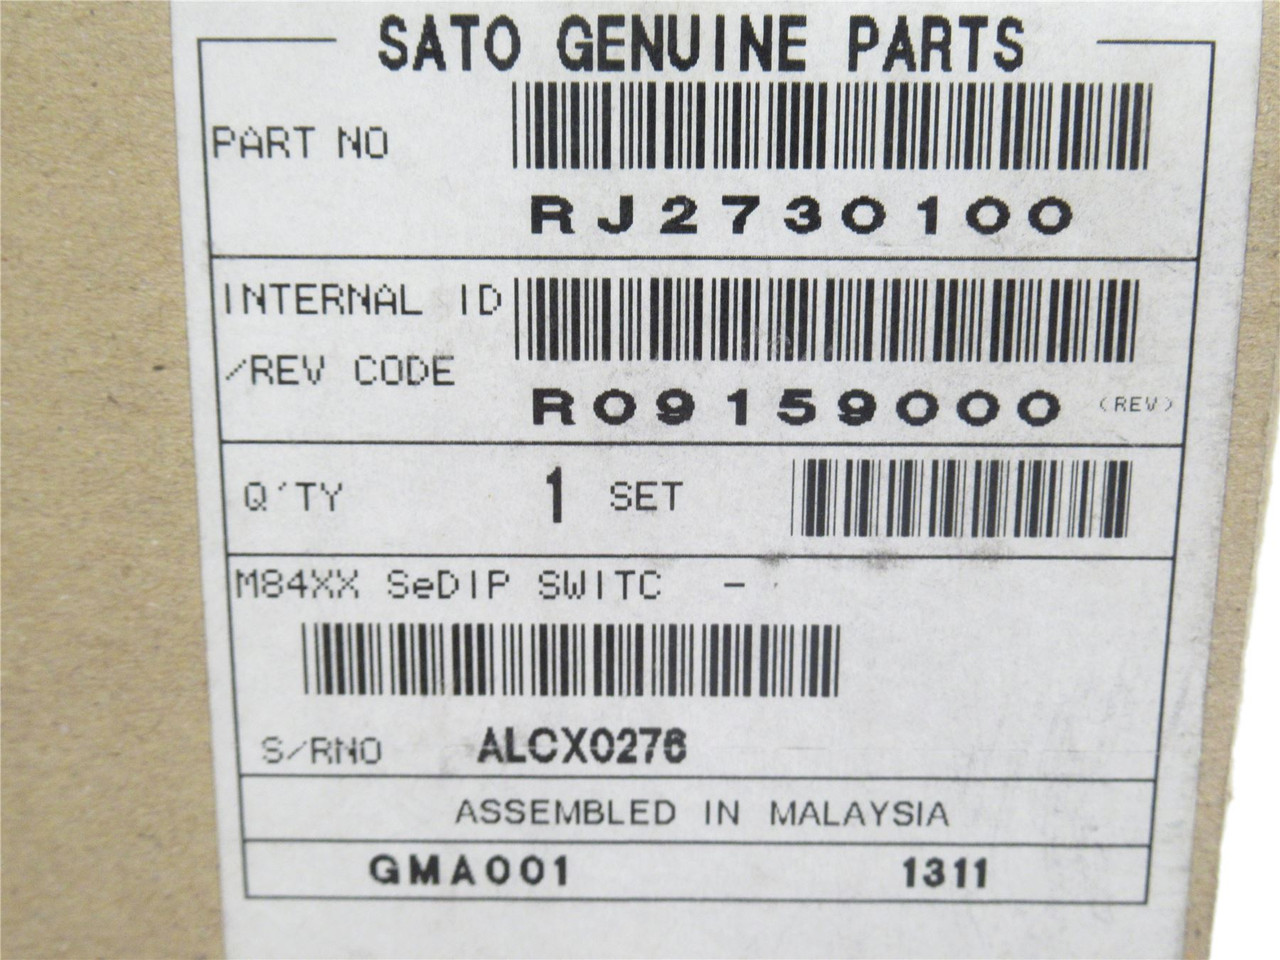 SATO GENUINE PARTS
PART NO
RJ2730100
INTERNAL ID
/REV CODE
R09159000 (REV)
Q'TY 1 SET
M84XX SeDIP SWITC -
S/RNO ALCX0276
ASSEMBLED IN MALAYSIA
GMA001 1311